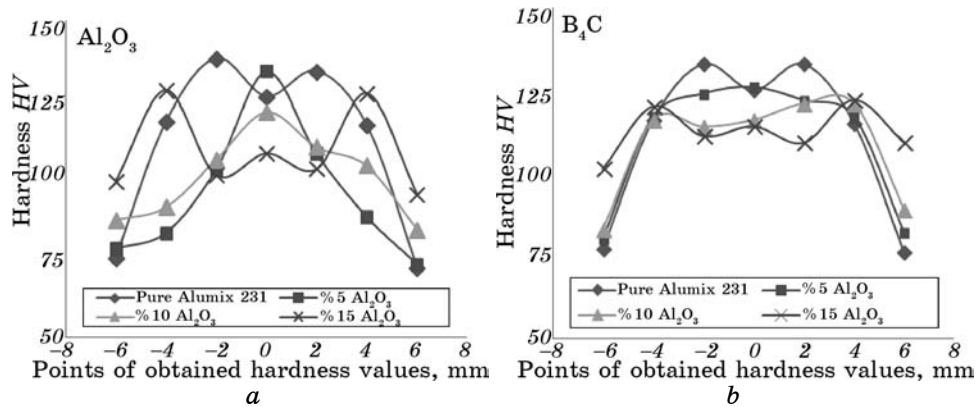 150
Al₂O₃
125
100
75
50
Hardness HV
Pure Alumix 231
%5 Al₂O₃
%10 Al₂O₃
%15 Al₂O₃
−8 −6 −4 −2 0 2 4 6 8
Points of obtained hardness values, mm
a
150
B₄C
125
100
75
50
Hardness HV
Pure Alumix 231
%5 Al₂O₃
%10 Al₂O₃
%15 Al₂O₃
−8 −6 −4 −2 0 2 4 6 8
Points of obtained hardness values, mm
b